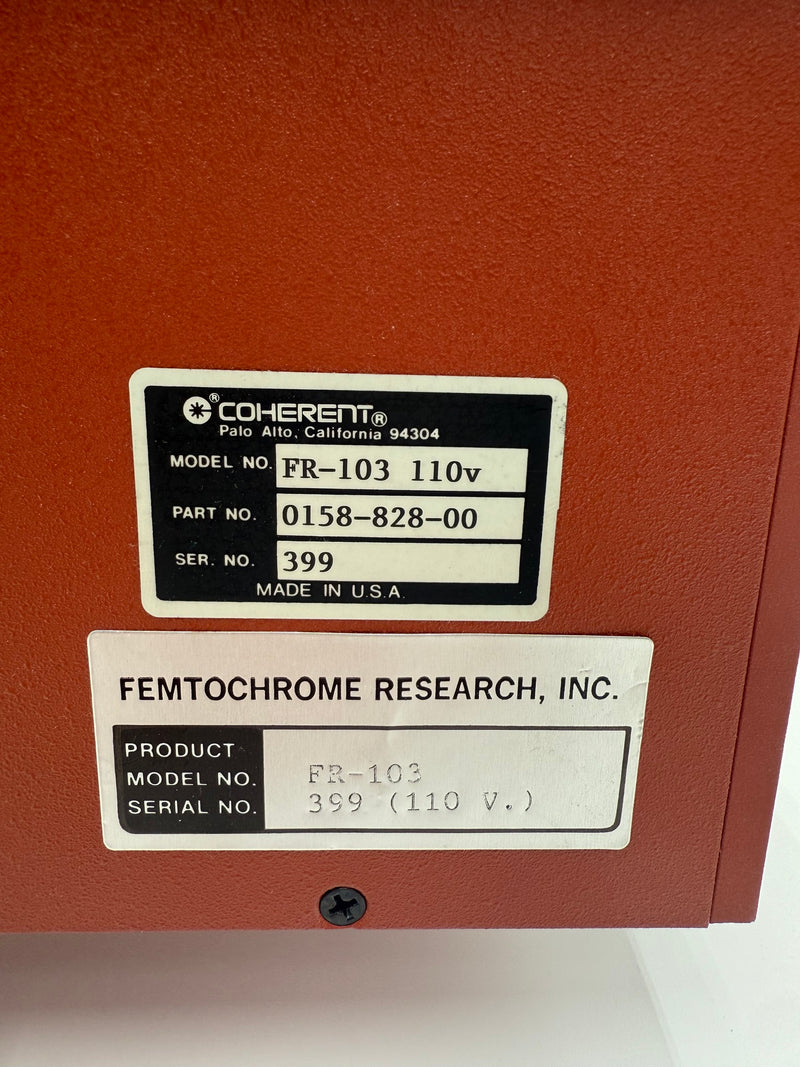 ® COHERENT®
Palo Alto, California 94304
MODEL NO. FR-103 110v
PART NO. 0158-828-00
SER. NO. 399
MADE IN U.S.A.
FEMTOCHROME RESEARCH, INC.
PRODUCT
MODEL NO. FR-103
SERIAL NO. 399 (110 V.)